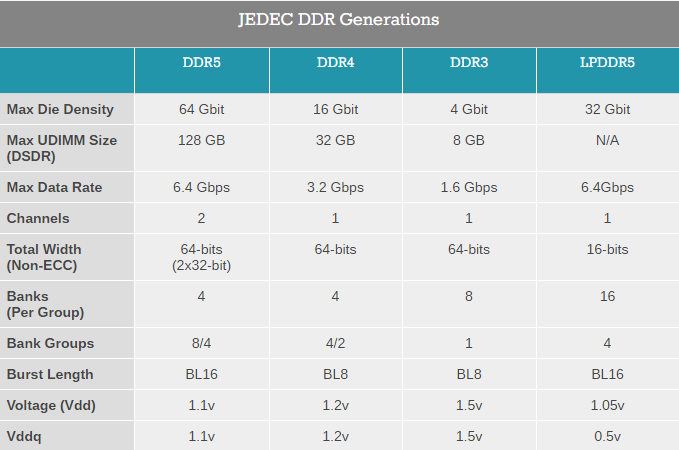 JEDEC DDR Generations
DDR5 DDR4 DDR3 LPDDR5
Max Die Density 64 Gbit 16 Gbit 4 Gbit 32 Gbit
Max UDIMM Size (DSDR) 128 GB 32 GB 8 GB N/A
Max Data Rate 6.4 Gbps 3.2 Gbps 1.6 Gbps 6.4Gbps
Channels 2 1 1 1
Total Width (Non-ECC) 64-bits (2x32-bit) 64-bits 64-bits 16-bits
Banks (Per Group) 4 4 8 16
Bank Groups 8/4 4/2 1 4
Burst Length BL16 BL8 BL8 BL16
Voltage (Vdd) 1.1v 1.2v 1.5v 1.05v
Vddq 1.1v 1.2v 1.5v 0.5v